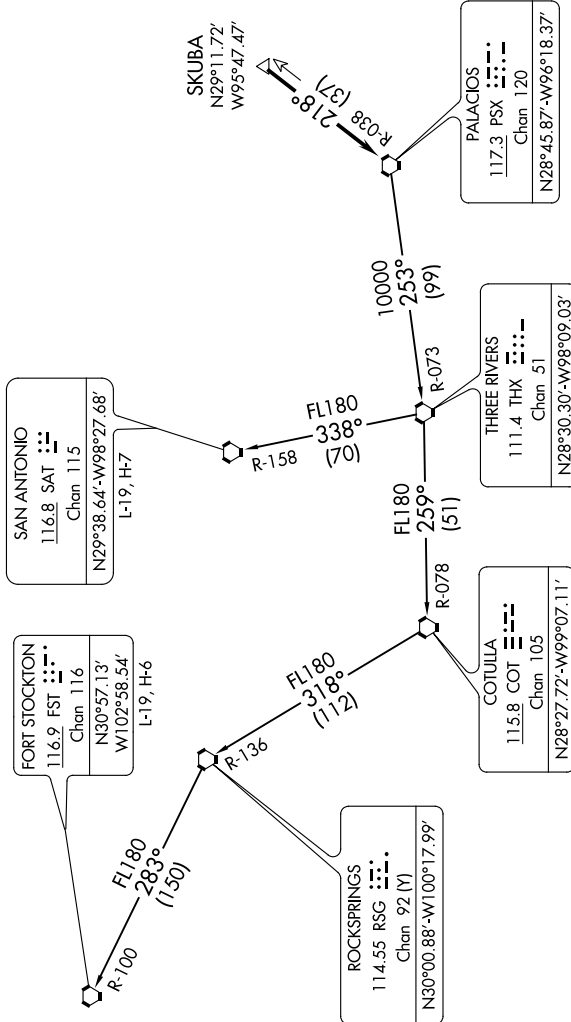 FORT STOCKTON
116.9 FST
Chan 116
N30°57.13'
W102°58.54'
L-19, H-6
SAN ANTONIO
116.8 SAT
Chan 115
N29°38.64'-W98°27.68'
L-19, H-7
SKUBA
N29°11.72'
W95°47.47'
218°
(37)
R-038
PALACIOS
117.3 PSX
Chan 120
N28°45.87'-W96°18.37'
10000
253°
(99)
R-073
THREE RIVERS
111.4 THX
Chan 51
N28°30.30'-W98°09.03'
FL180
338°
(70)
R-158
FL180
259°
(51)
R-078
COTULLA
115.8 COT
Chan 105
N28°27.72'-W99°07.11'
FL180
318°
(112)
R-136
ROCKSPRINGS
114.55 RSG
Chan 92 (Y)
N30°00.88'-W100°17.99'
FL180
283°
(150)
R-100